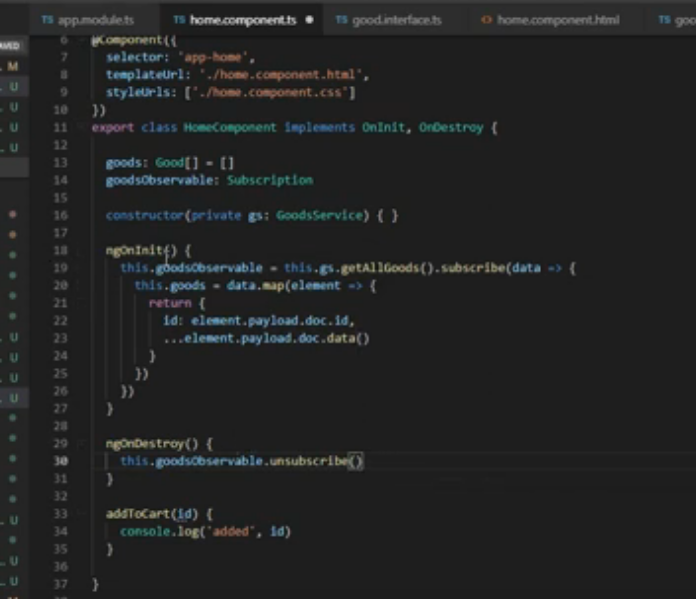 TS app.module.ts TS home.component.ts ● TS good.interface.ts <> home.component.html TS goo
6 @Component({
7 selector: 'app-home',
8 templateUrl: './home.component.html',
9 styleUrls: ['./home.component.css']
10 })
11 export class HomeComponent implements OnInit, OnDestroy {
12
13 goods: Good[] = []
14 goodsObservable: Subscription
15
16 constructor(private gs: GoodsService) { }
17
18 ngOnInit() {
19 this.goodsObservable = this.gs.getAllGoods().subscribe(data => {
20 this.goods = data.map(element => {
21 return {
22 id: element.payload.doc.id,
23 ...element.payload.doc.data()
24 }
25 })
26 })
27 }
28
29 ngOnDestroy() {
30 this.goodsObservable.unsubscribe()
31 }
32
33 addToCart(id) {
34 console.log('added', id)
35 }
36
37 }